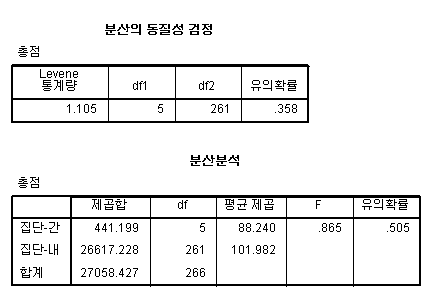 분산의 동질성 검정
총점
Levene 통계량 df1 df2 유의확률
1.105 5 261 .358
분산분석
총점
제곱합 df 평균 제곱 F 유의확률
집단-간 441.199 5 88.240 .865 .505
집단-내 26617.228 261 101.982
합계 27058.427 266